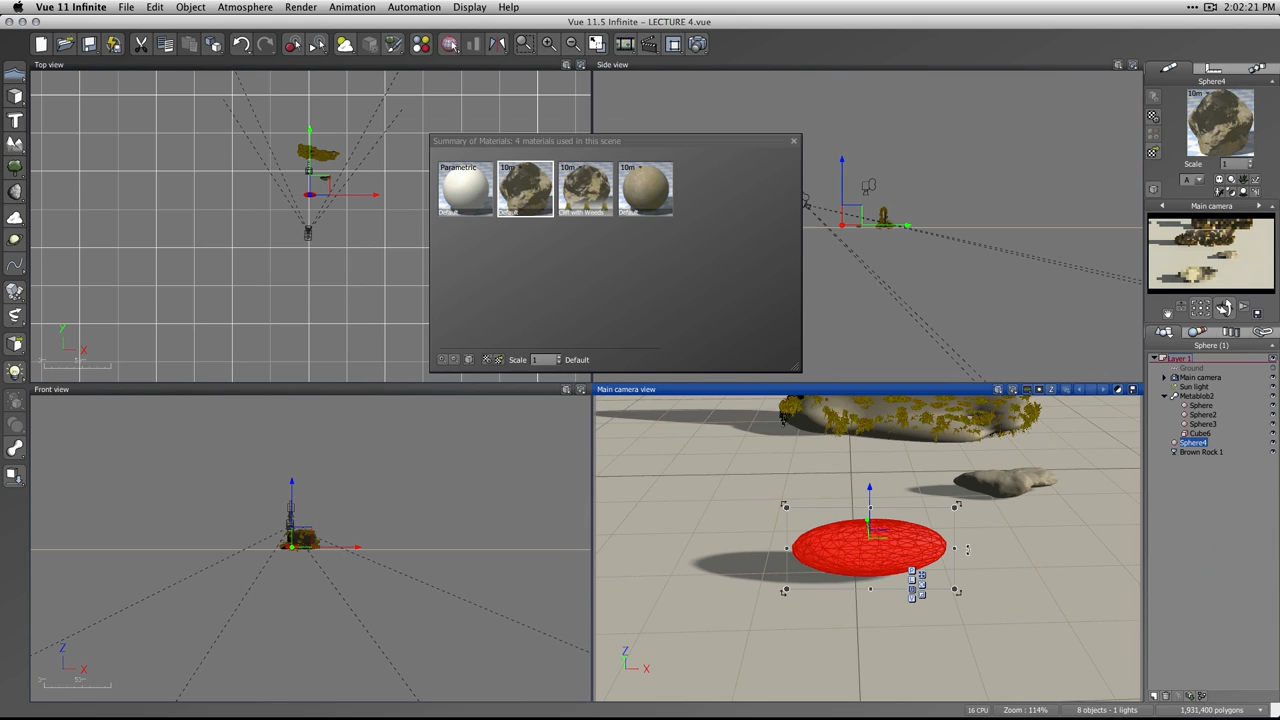 Vue 11 Infinite File Edit Object Atmosphere Render Animation Automation Display Help 2:02:21 PM
Vue 11.5 Infinite - LECTURE 4.vue
Top view
Side view
Sphere4
10m
Scale 1
A
Main camera
Summary of Materials: 4 materials used in this scene
Parametric
10m
10m
10m
Default
Default
Cliff with Weeds
Default
Scale 1 Default
Y
X
Sphere (1)
Layer 1
Ground
Main camera
Sun light
Metablob2
Sphere
Sphere2
Sphere3
Cube6
Sphere4
Brown Rock 1
Front view
Main camera view
Z
X
Z
X
16 CPU
Zoom : 114%
8 objects - 1 lights
1,931,400 polygons